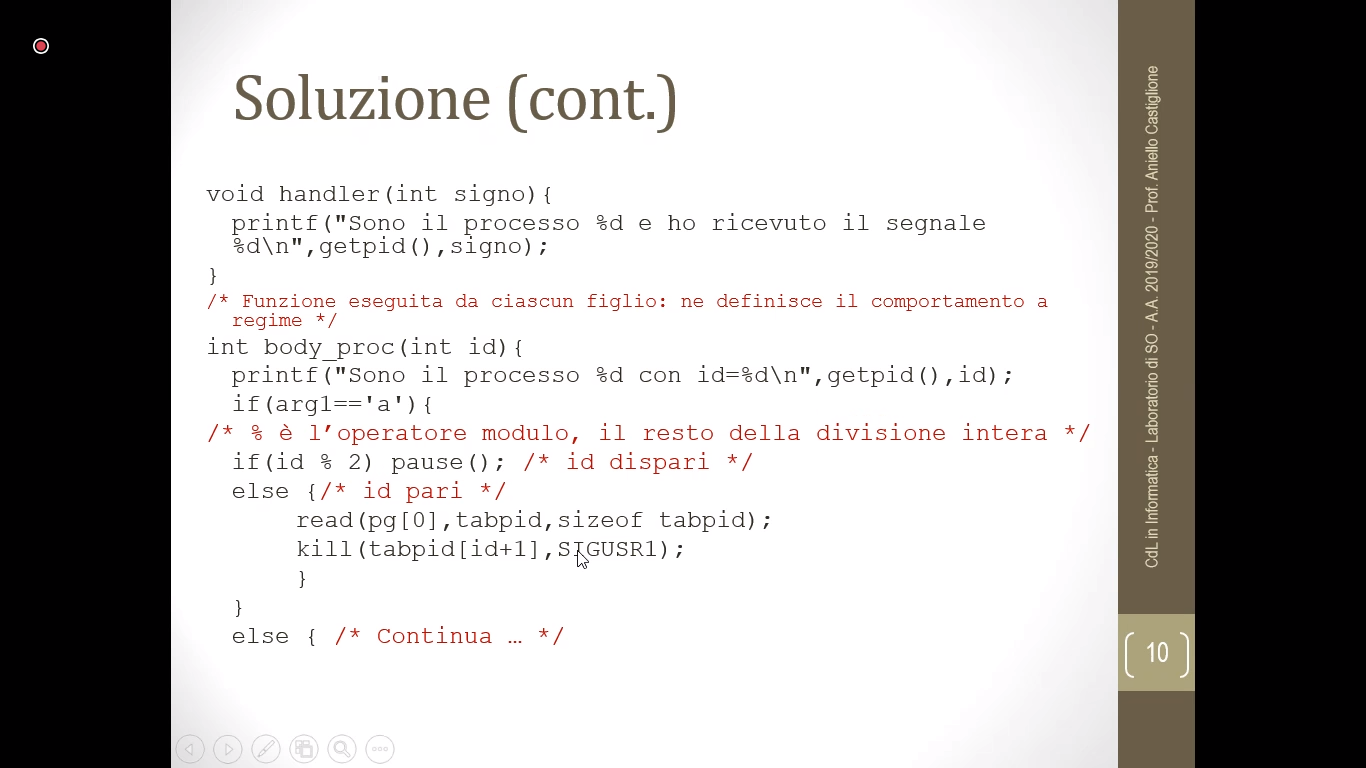 Soluzione (cont.)
void handler(int signo){
printf("Sono il processo %d e ho ricevuto il segnale
%d\n",getpid(),signo);
}
/* Funzione eseguita da ciascun figlio: ne definisce il comportamento a
regime */
int body_proc(int id){
printf("Sono il processo %d con id=%d\n",getpid(),id);
if(arg1=='a'){
/* % è l’operatore modulo, il resto della divisione intera */
if(id % 2) pause(); /* id dispari */
else {/* id pari */
read(pg[0],tabpid,sizeof tabpid);
kill(tabpid[id+1],SIGUSR1);
}
}
else { /* Continua … */
CdL in Informatica - Laboratorio di SO - A.A. 2019/2020 - Prof. Aniello Castiglione
10